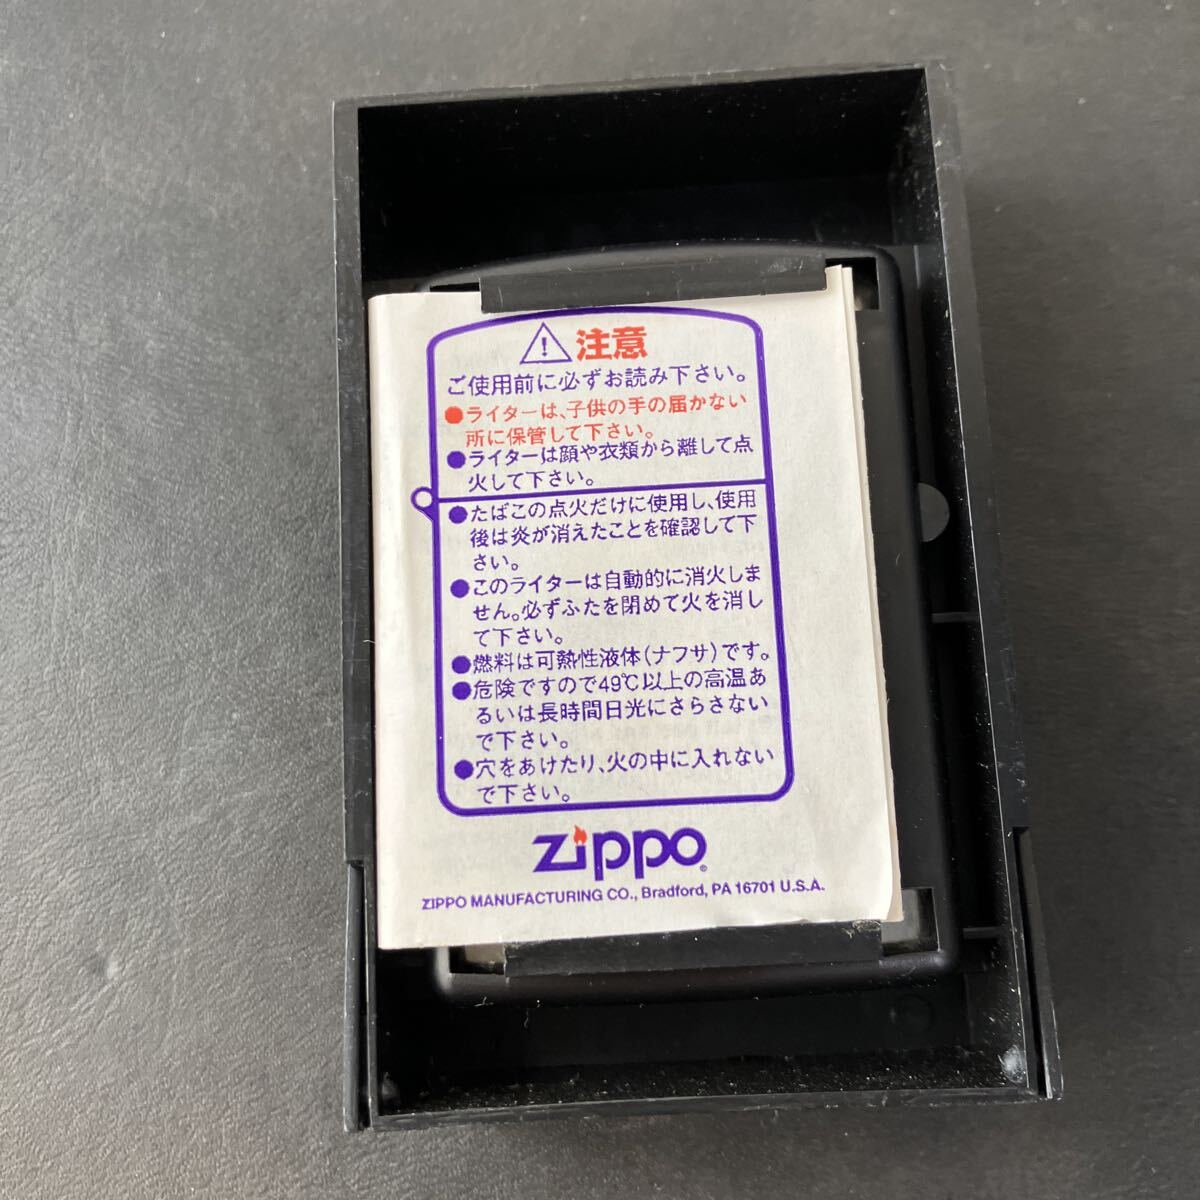 注意
ご使用前に必ずお読み下さい。
●ライターは、子供の手の届かない
所に保管して下さい。
●ライターは顔や衣類から離して点
火して下さい。
●たばこの点火だけに使用し、使用
後は炎が消えたことを確認して下
さい。
●このライターは自動的に消火しま
せん。必ずふたを閉めて火を消し
て下さい。
●燃料は可熱性液体(ナフサ)です。
●危険ですので49℃以上の高温あ
るいは長時間日光にさらさない
で下さい。
●穴をあけたり、火の中に入れない
で下さい。
zippo®
ZIPPO MANUFACTURING CO., Bradford, PA 16701 U.S.A.